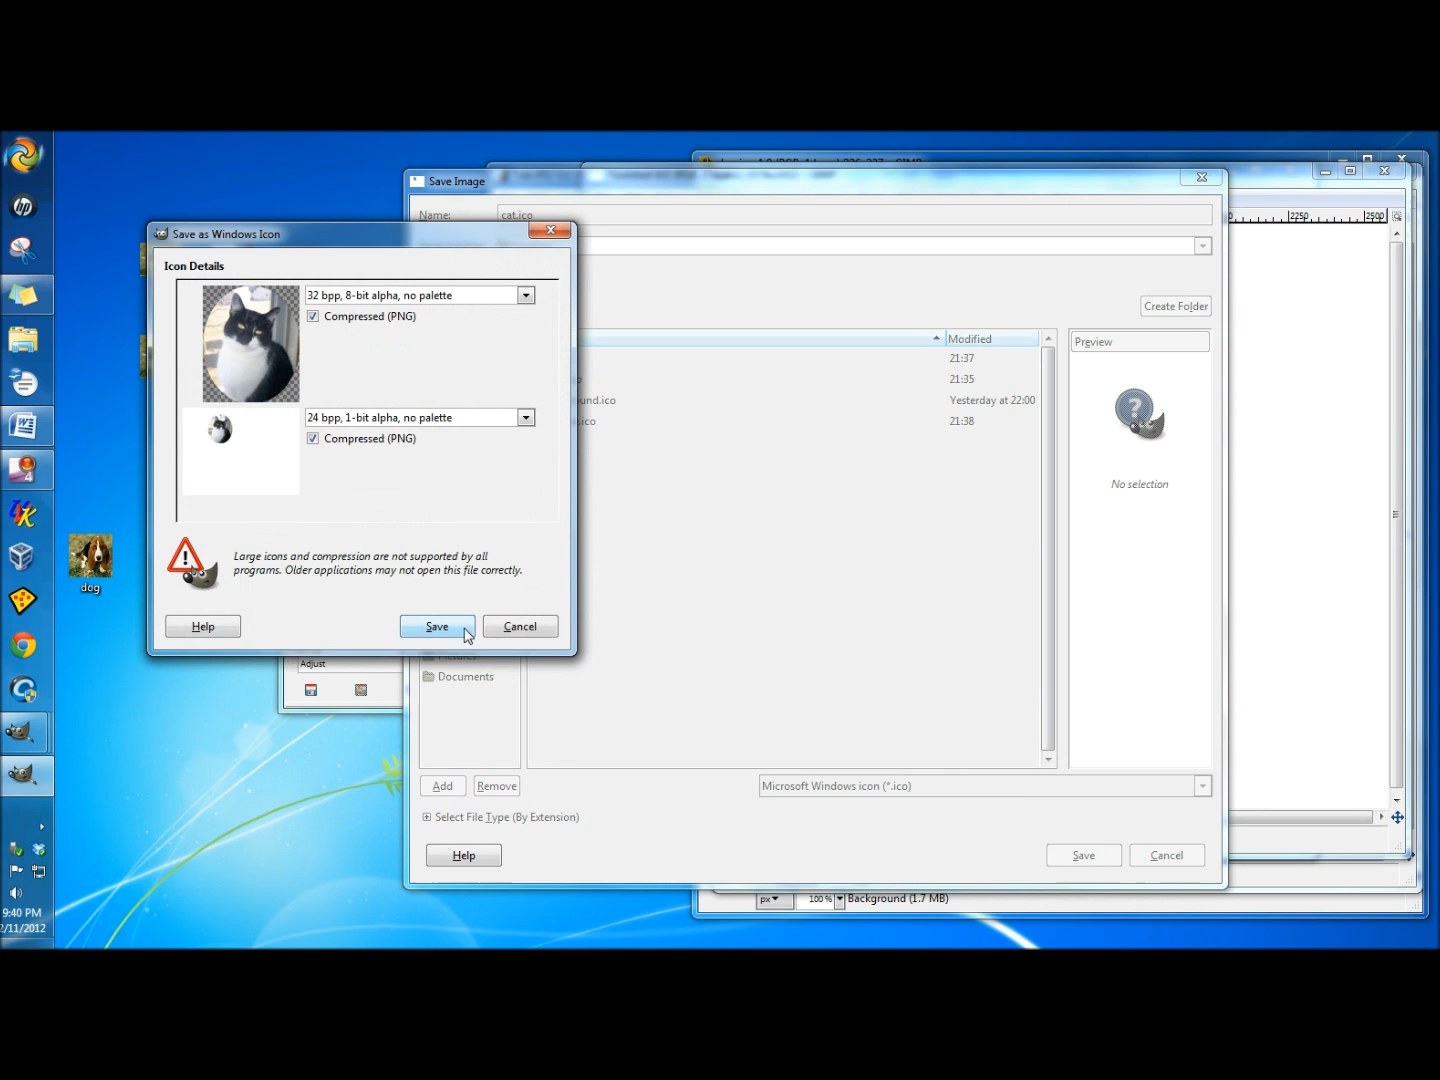 Save Image
Name:
cat.ico
Save as Windows Icon
2250
2500
Icon Details
32 bpp, 8-bit alpha, no palette
Compressed (PNG)
Create Folder
Modified
Preview
21:37
21:35
und.ico
Yesterday at 22:00
.ico
21:38
24 bpp, 1-bit alpha, no palette
Compressed (PNG)
No selection
Large icons and compression are not supported by all
programs. Older applications may not open this file correctly.
dog
Help
Save
Cancel
Adjust
Documents
Add
Remove
Microsoft Windows icon (*.ico)
Select File Type (By Extension)
Help
Save
Cancel
px
100 %
Background (1.7 MB)
9:40 PM
2/11/2012